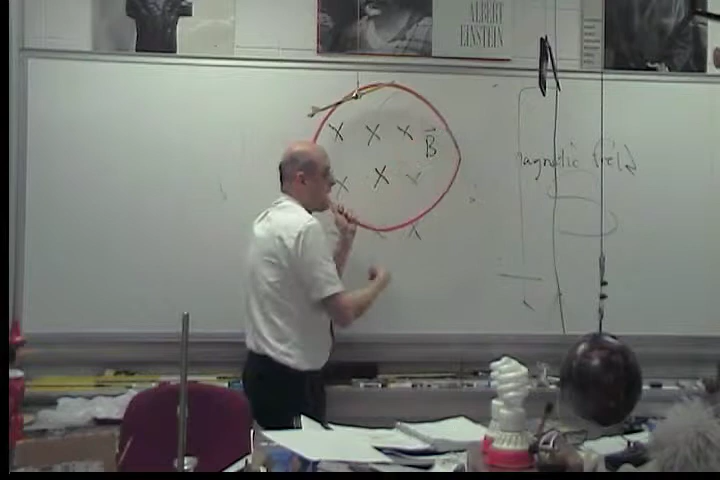 ALBERT
EINSTEIN
X X X B
X X
magnetic field
X